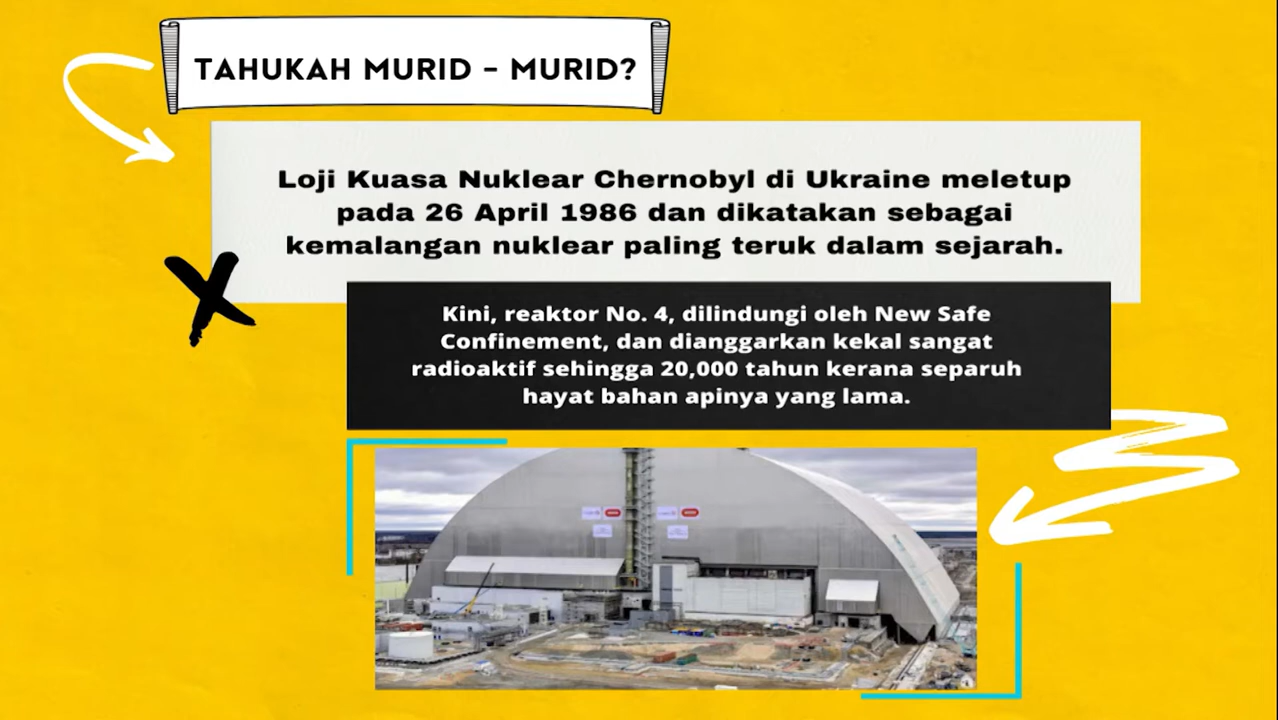 TAHUKAH MURID - MURID?
Loji Kuasa Nuklear Chernobyl di Ukraine meletup
pada 26 April 1986 dan dikatakan sebagai
kemalangan nuklear paling teruk dalam sejarah.
Kini, reaktor No. 4, dilindungi oleh New Safe
Confinement, dan dianggarkan kekal sangat
radioaktif sehingga 20,000 tahun kerana separuh
hayat bahan apinya yang lama.